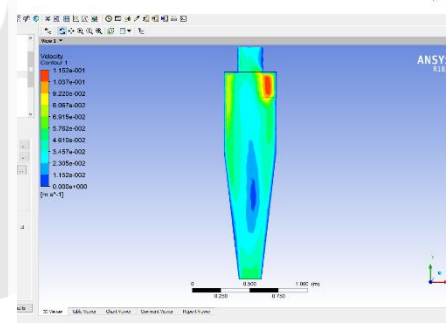 View 1
ANSYS
R18
Velocity
Contour 1
1.152e-001
1.037e-001
9.220e-002
8.067e-002
6.915e-002
5.762e-002
4.610e-002
3.457e-002
2.305e-002
1.152e-002
0.000e+000
[m s^-1]
0
0.500
1.000 (m)
0.250
0.750
3D Viewer
Table Viewer
Chart Viewer
Comment Viewer
Report Viewer